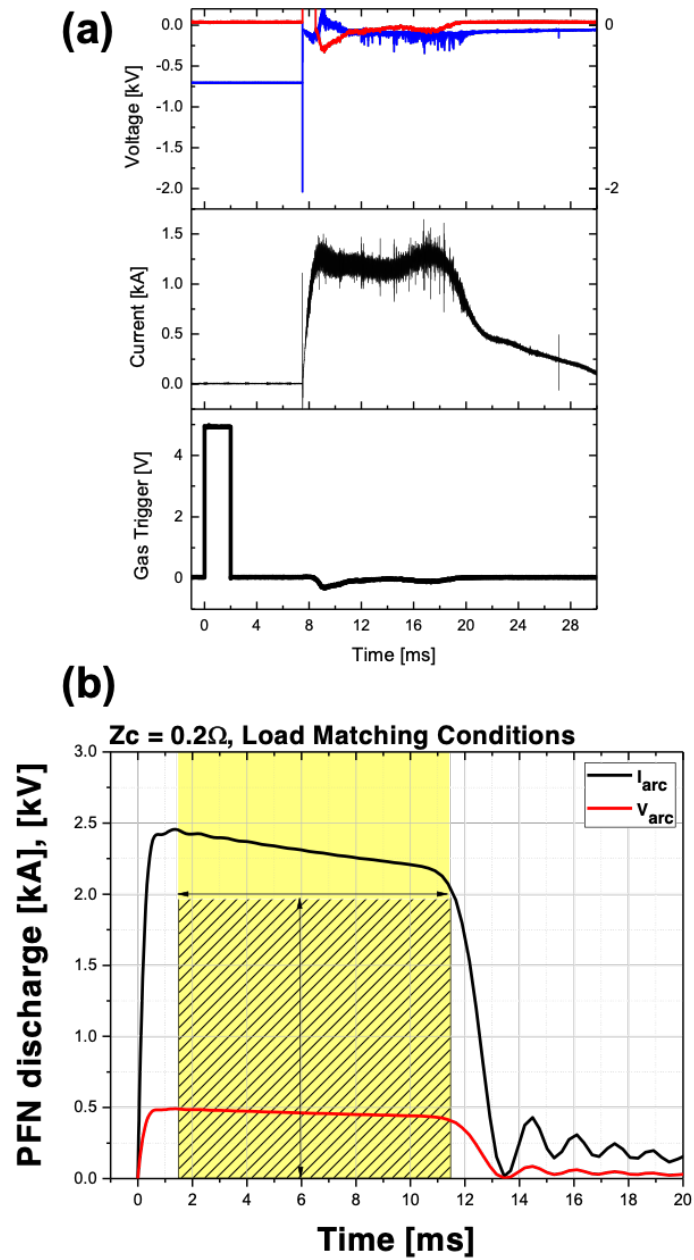 (a)
0.0
-0.5
-1.0
-1.5
-2.0
Voltage [kV]
0
-2
1.5
1.0
0.5
0.0
Current [kA]
4
2
0
Gas Trigger [V]
0 4 8 12 16 20 24 28
Time [ms]
(b)
Zc = 0.2Ω, Load Matching Conditions
3.0
2.5
2.0
1.5
1.0
0.5
0.0
PFN discharge [kA], [kV]
I_arc
V_arc
0 2 4 6 8 10 12 14 16 18 20
Time [ms]